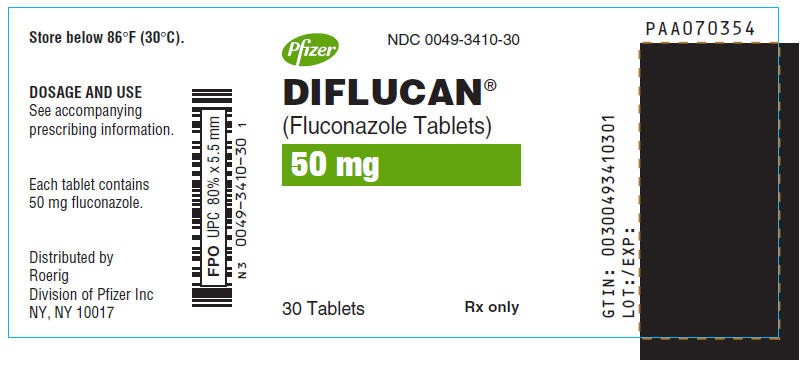 Store below 86°F (30°C).
DOSAGE AND USE
See accompanying
prescribing information.
Each tablet contains
50 mg fluconazole.
Distributed by
Roerig
Division of Pfizer Inc
NY, NY 10017
FPO UPC 80% x 5.5 mm
N3 0049-3410-30 1
Pfizer
NDC 0049-3410-30
DIFLUCAN®
(Fluconazole Tablets)
50 mg
30 Tablets
Rx only
PAA070354
GTIN: 00300493410301
LOT:/EXP: